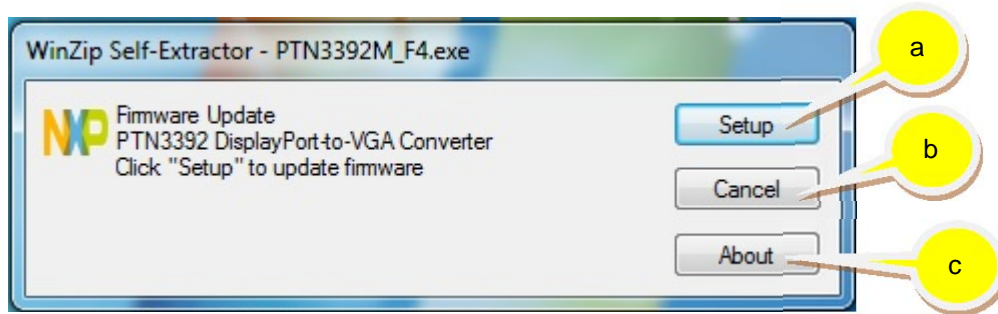 WinZip Self-Extractor - PTN3392M_F4.exe
a
NXP
Firmware Update
PTN3392 DisplayPort-to-VGA Converter
Click "Setup" to update firmware
Setup
b
Cancel
About
c